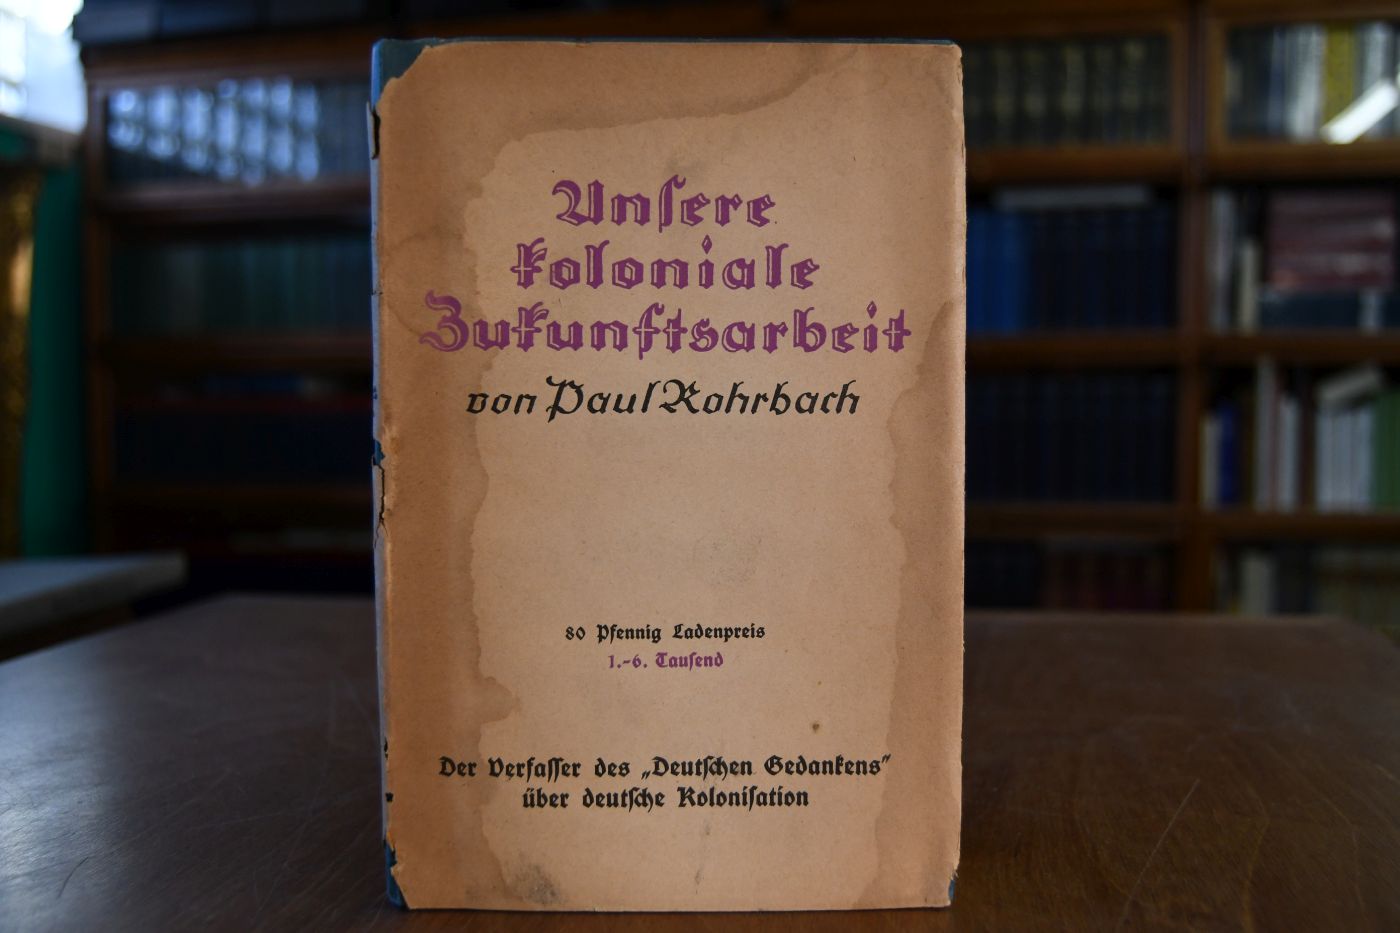 Unſere
koloniale
Zukunftsarbeit
von Paul Rohrbach
80 Pfennig Ladenpreis
1.-6. Tauſend
Der Verfaſſer des „Deutſchen Gedankens"
über deutſche Koloniſation